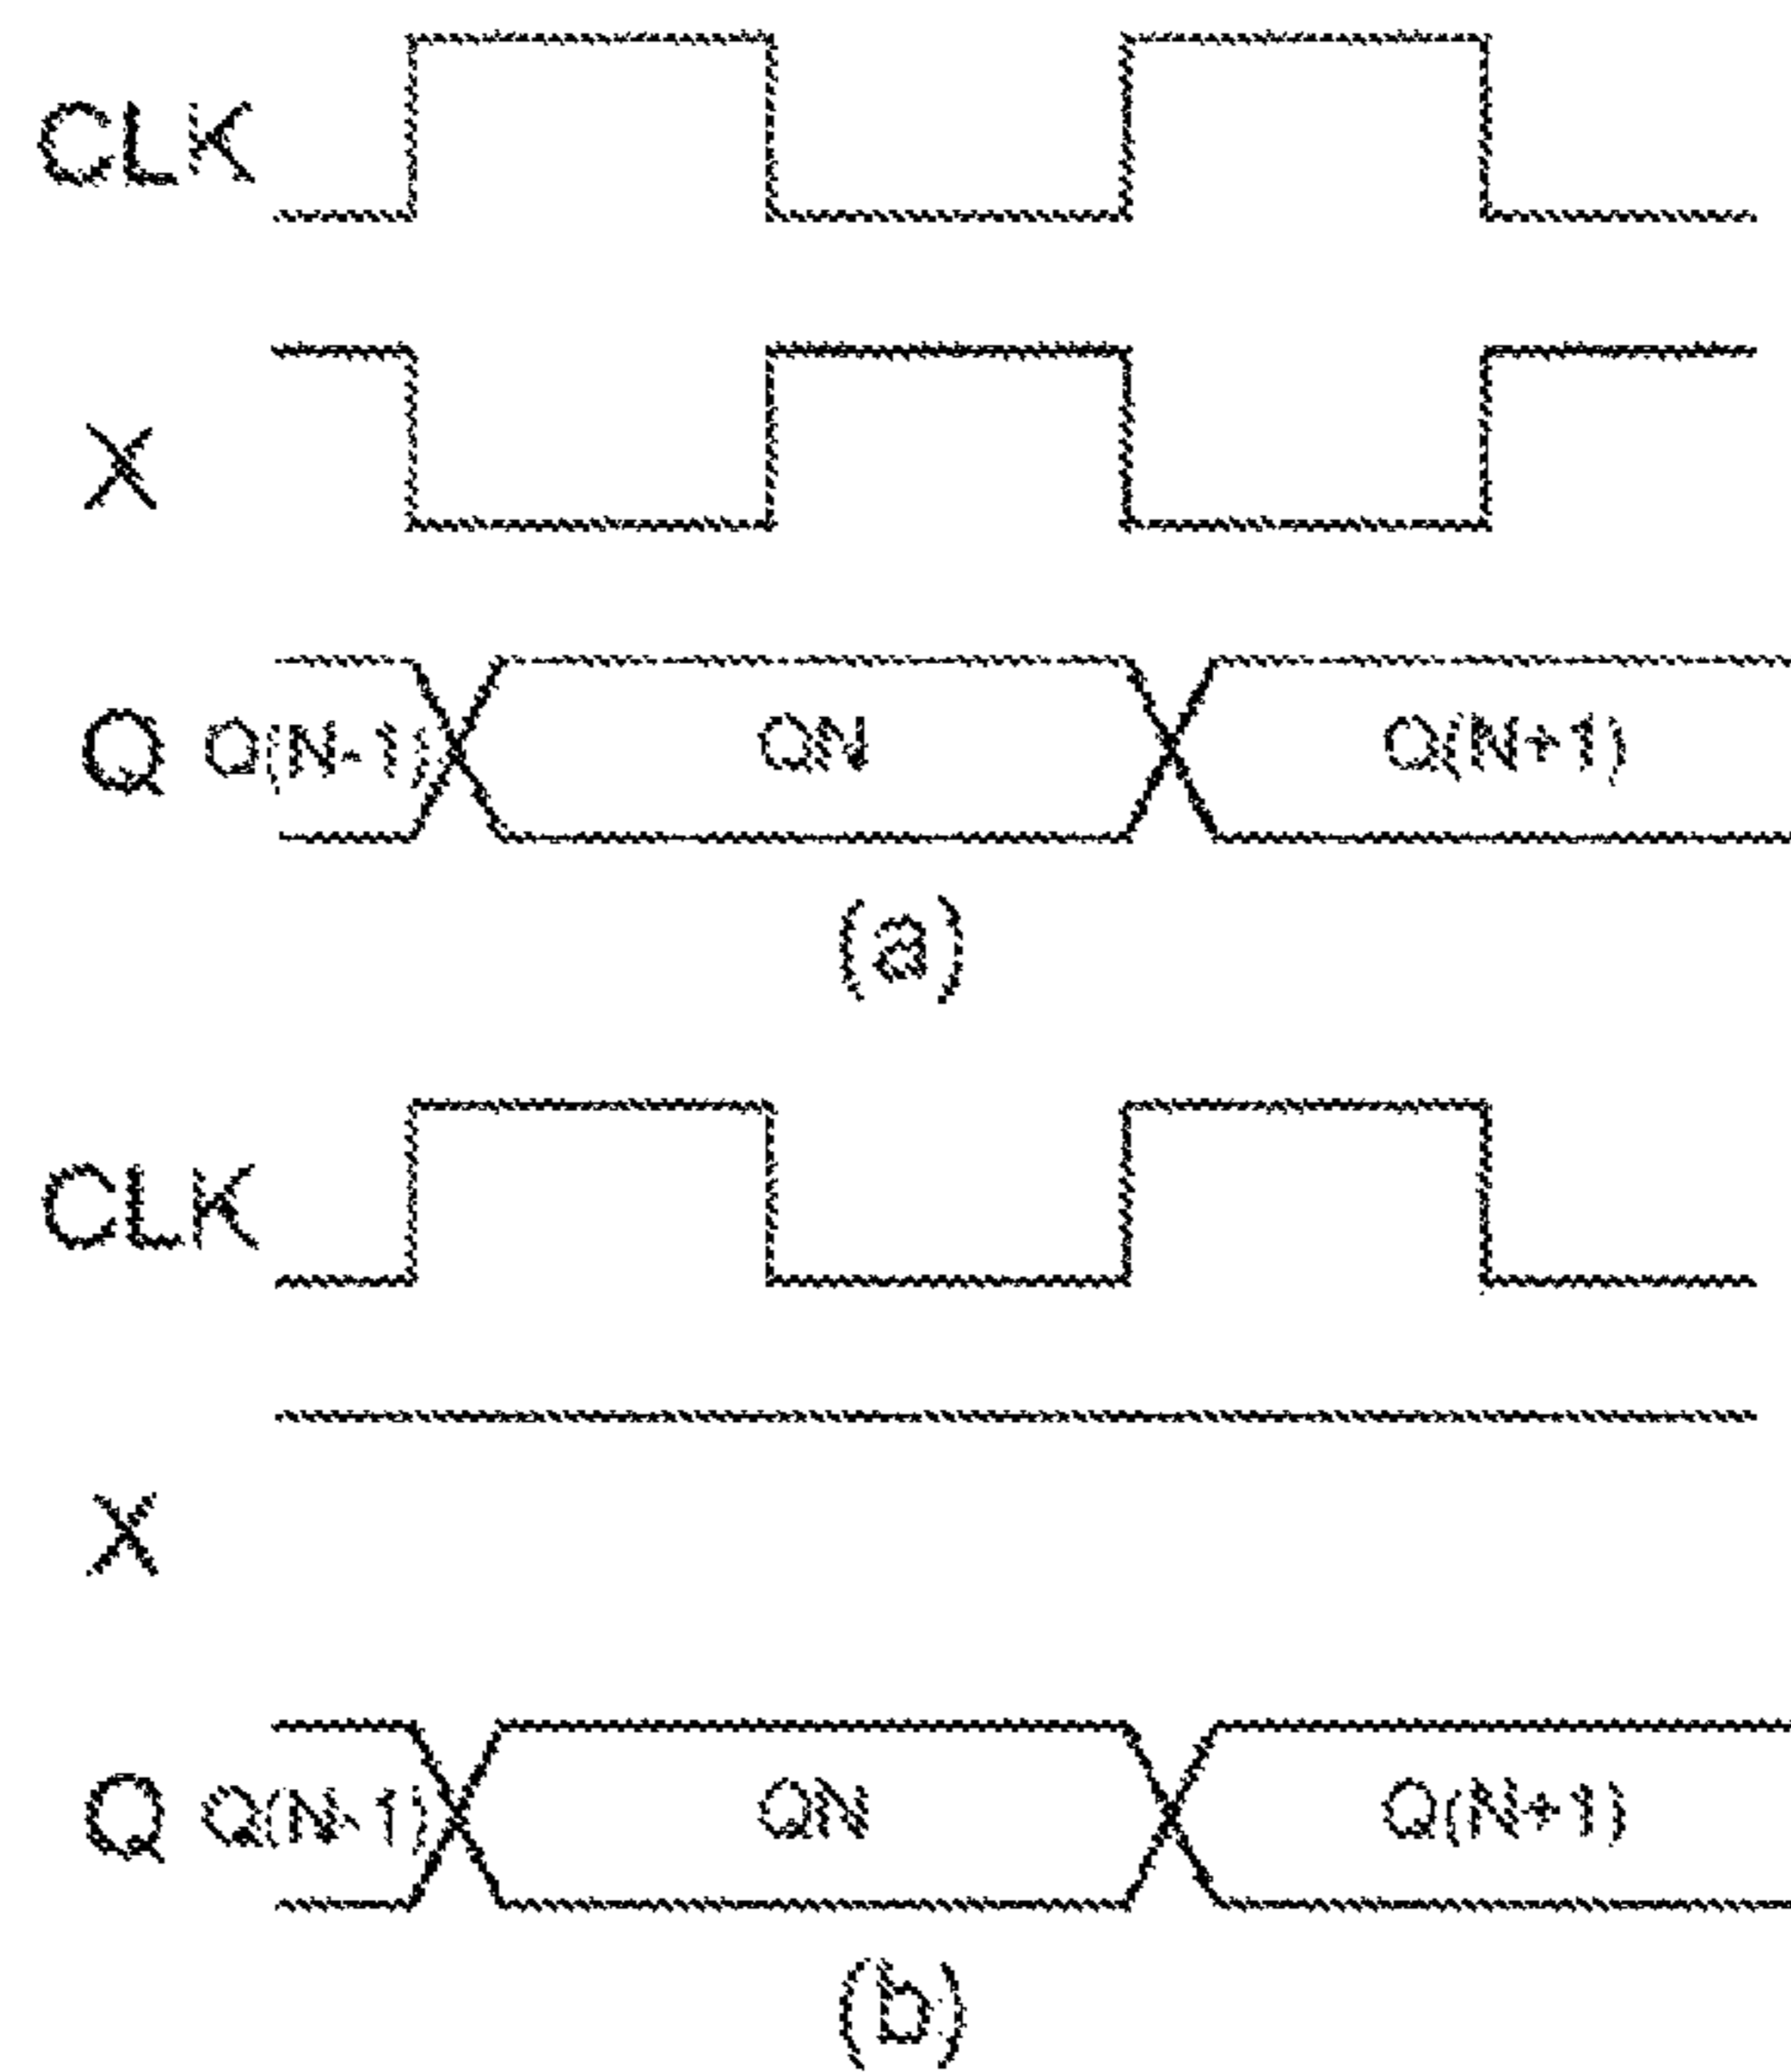 CLK
X
Q Q(N-1) QN Q(N+1)
(a)
CLK
X
Q Q(N-1) QN Q(N+1)
(b)